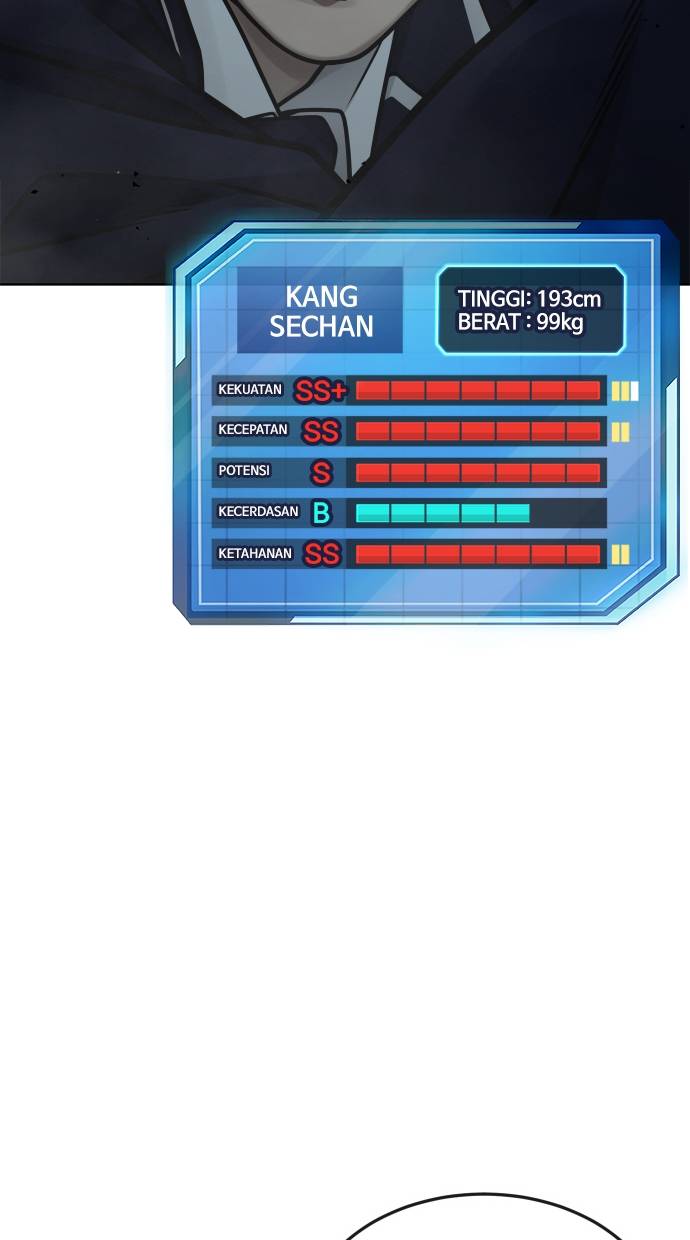 KANG
SECHAN
TINGGI: 193cm
BERAT : 99kg
KEKUATAN SS+
KECEPATAN SS
POTENSI S
KECERDASAN B
KETAHANAN SS